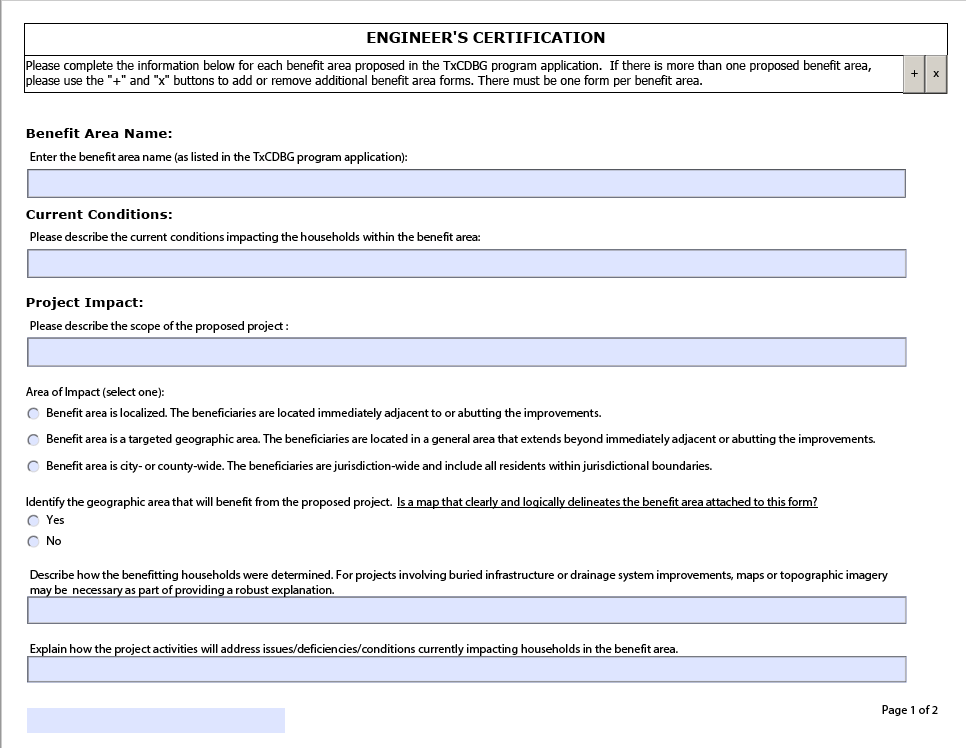 ENGINEER'S CERTIFICATION
Please complete the information below for each benefit area proposed in the TxCDBG program application.  If there is more than one proposed benefit area,
please use the "+" and "x" buttons to add or remove additional benefit area forms. There must be one form per benefit area.
+ x
Benefit Area Name:
Enter the benefit area name (as listed in the TxCDBG program application):
Current Conditions:
Please describe the current conditions impacting the households within the benefit area:
Project Impact:
Please describe the scope of the proposed project :
Area of Impact (select one):
Benefit area is localized. The beneficiaries are located immediately adjacent to or abutting the improvements.
Benefit area is a targeted geographic area. The beneficiaries are located in a general area that extends beyond immediately adjacent or abutting the improvements.
Benefit area is city- or county-wide. The beneficiaries are jurisdiction-wide and include all residents within jurisdictional boundaries.
Identify the geographic area that will benefit from the proposed project.  Is a map that clearly and logically delineates the benefit area attached to this form?
Yes
No
Describe how the benefitting households were determined. For projects involving buried infrastructure or drainage system improvements, maps or topographic imagery
may be  necessary as part of providing a robust explanation.
Explain how the project activities will address issues/deficiencies/conditions currently impacting households in the benefit area.
Page 1 of 2